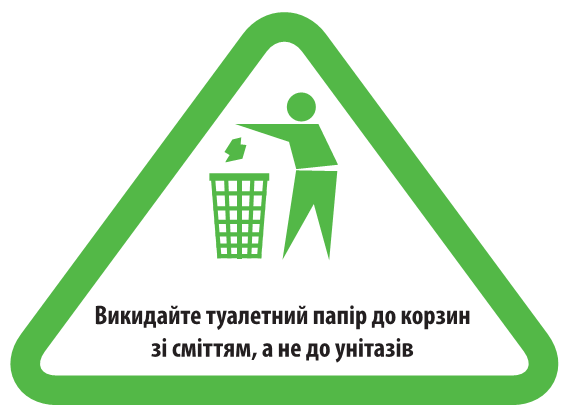 Викидайте туалетний папір до корзин
зі сміттям, а не до унітазів